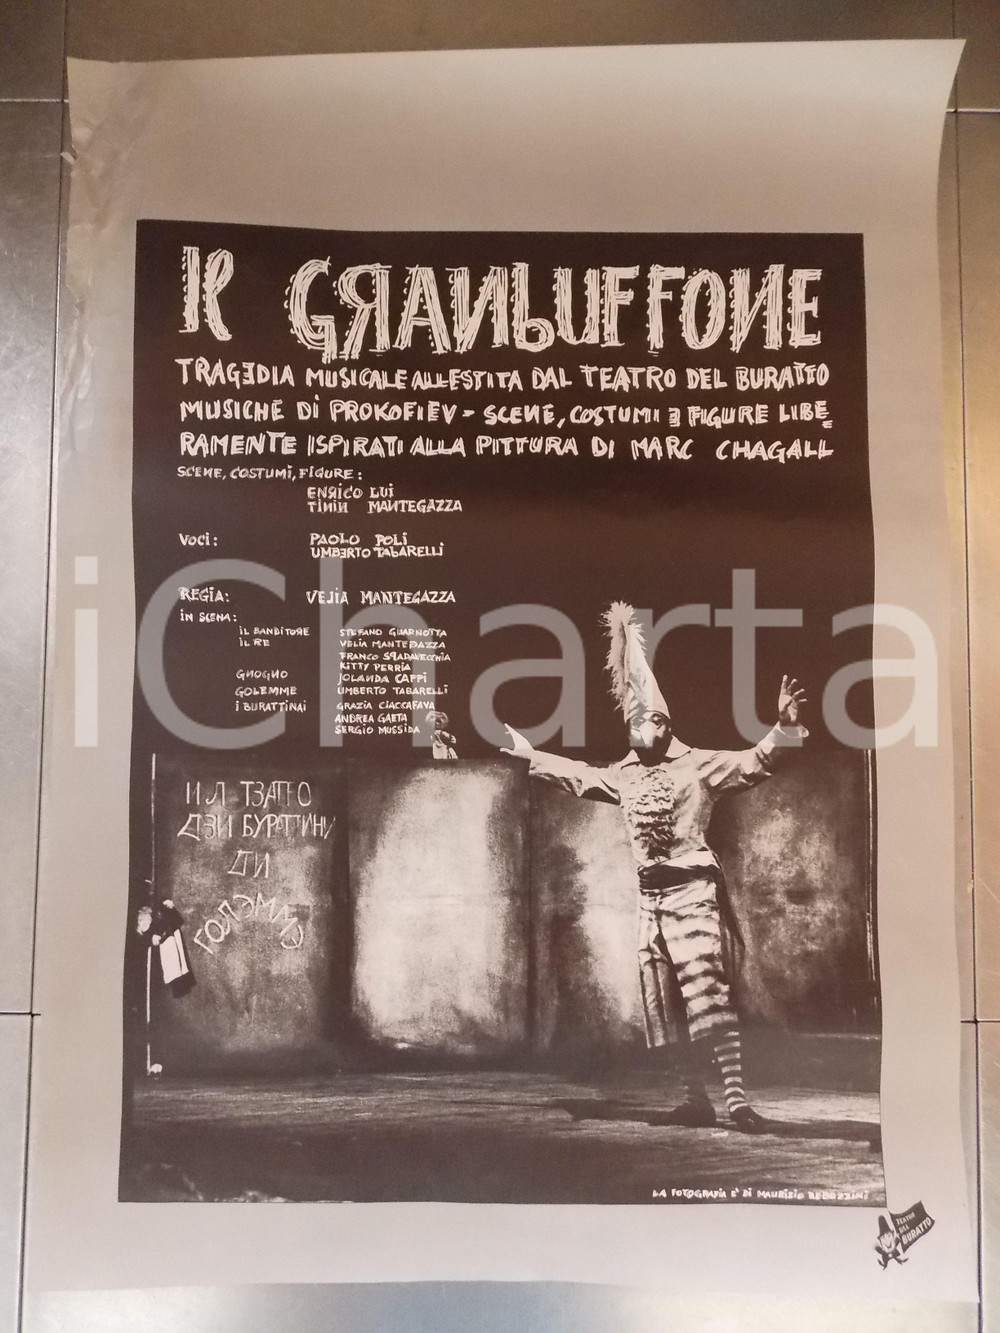 Il GRANbUFFONE
TRAGEDIA MUSICALE ALLESTITA DAL TEATRO DEL BURATTO
MUSICHE DI PROKOFIEV - SCENE, COSTUMI E FIGURE LIBE
RAMENTE ISPIRATI ALLA PITTURA DI MARC CHAGALL
SCENE, COSTUMI, FIGURE:
ENRICO LUI
TININ MANTEGAZZA
VOCI: PAOLO POLI
UMBERTO TABARELLI
REGIA: VELIA MANTEGAZZA
IN SCENA:
IL BANDITORE STEFANO GUARNOTTA
IL RE VELIA MANTEGAZZA
FRANCO SPADAVECCHIA
KITTY PERRIA
GNOGNO JOLANDA CAPPI
GOLEMME UMBERTO TABARELLI
I BURATTINAI GRAZIA CIACCAFAVA
ANDREA GAETA
SERGIO MUSSIDA
iCharta
ИЛ ТЭАТРО
ДЭИ БУРАТТИНИ
ДИ
ГОЛЭММЭ
LA FOTOGRAFIA E' DI MAURIZIO REBUZZINI
TEATRO
DEL
BURATTO